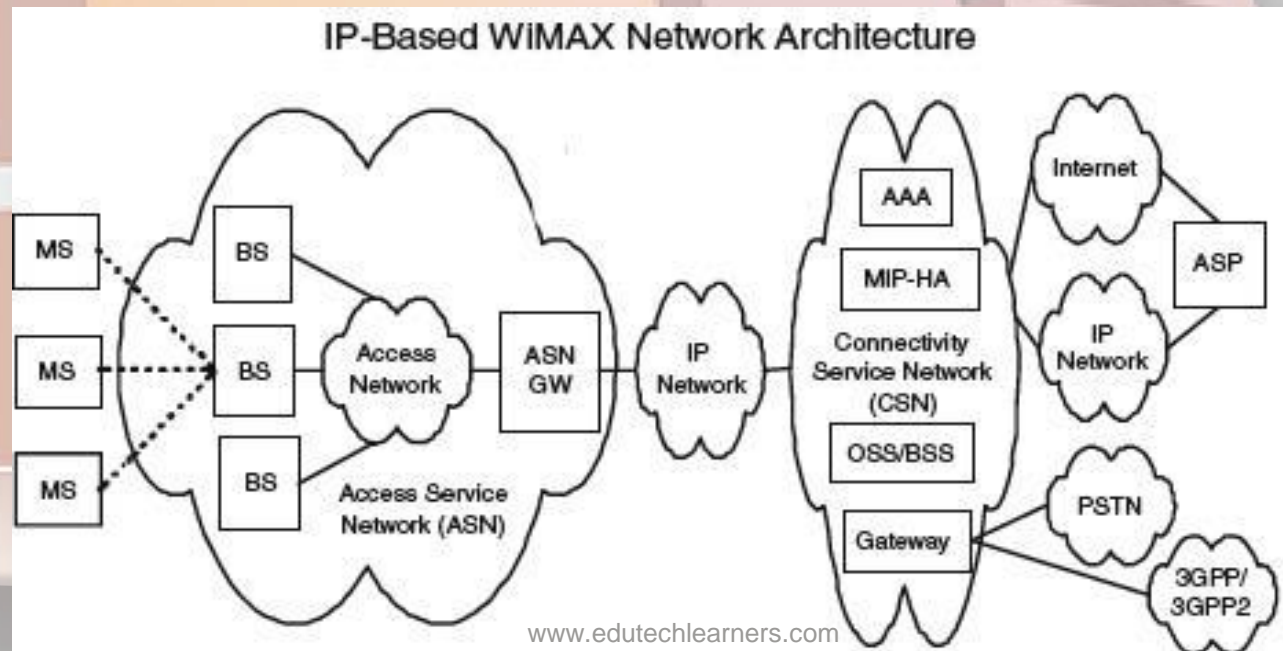 IP-Based WiMAX Network Architecture
MS
MS
MS
BS
BS
BS
Access
Network
ASN
GW
Access Service
Network (ASN)
IP
Network
AAA
MIP-HA
Connectivity
Service Network
(CSN)
OSS/BSS
Gateway
Internet
IP
Network
ASP
PSTN
3GPP/
3GPP2
www.edutechlearners.com